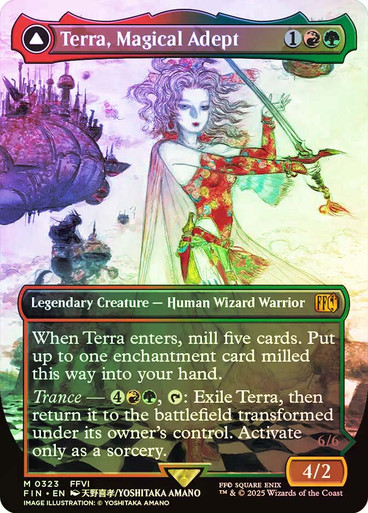 Terra, Magical Adept 1
Legendary Creature — Human Wizard Warrior FFC
When Terra enters, mill five cards. Put
up to one enchantment card milled
this way into your hand.
Trance — 4, : Exile Terra, then
return it to the battlefield transformed
under its owner's control. Activate
only as a sorcery.
6/6
4/2
M 0323 FFVI
FIN • EN 天野喜孝/YOSHITAKA AMANO
IMAGE ILLUSTRATION: © YOSHITAKA AMANO
FF© SQUARE ENIX
™ & © 2025 Wizards of the Coast